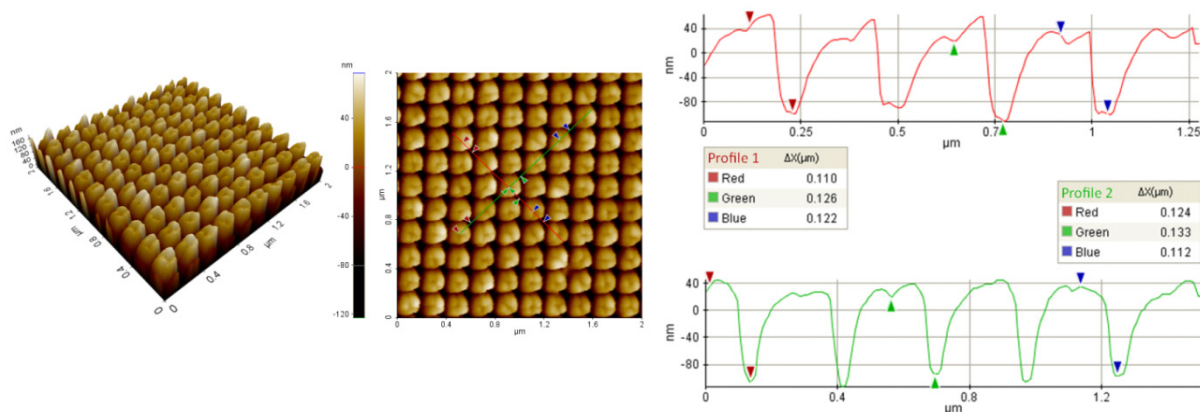 nm
160
120
80
40
0
2
1.6
1.2
0.8
0.4
0
µm
0
0.4
0.8
1.2
1.6
2
µm
nm
80
40
0
-40
-80
-120
2
1.6
1.2
0.8
0.4
0
µm
0
0.4
0.8
1.2
1.6
2
µm
40
0
-40
-80
nm
0
0.25
0.5
0.75
1
1.25
µm
Profile 1 ΔX(µm)
Red 0.110
Green 0.126
Blue 0.122
Profile 2 ΔX(µm)
Red 0.124
Green 0.133
Blue 0.112
40
0
-80
nm
0
0.4
0.8
1.2
µm